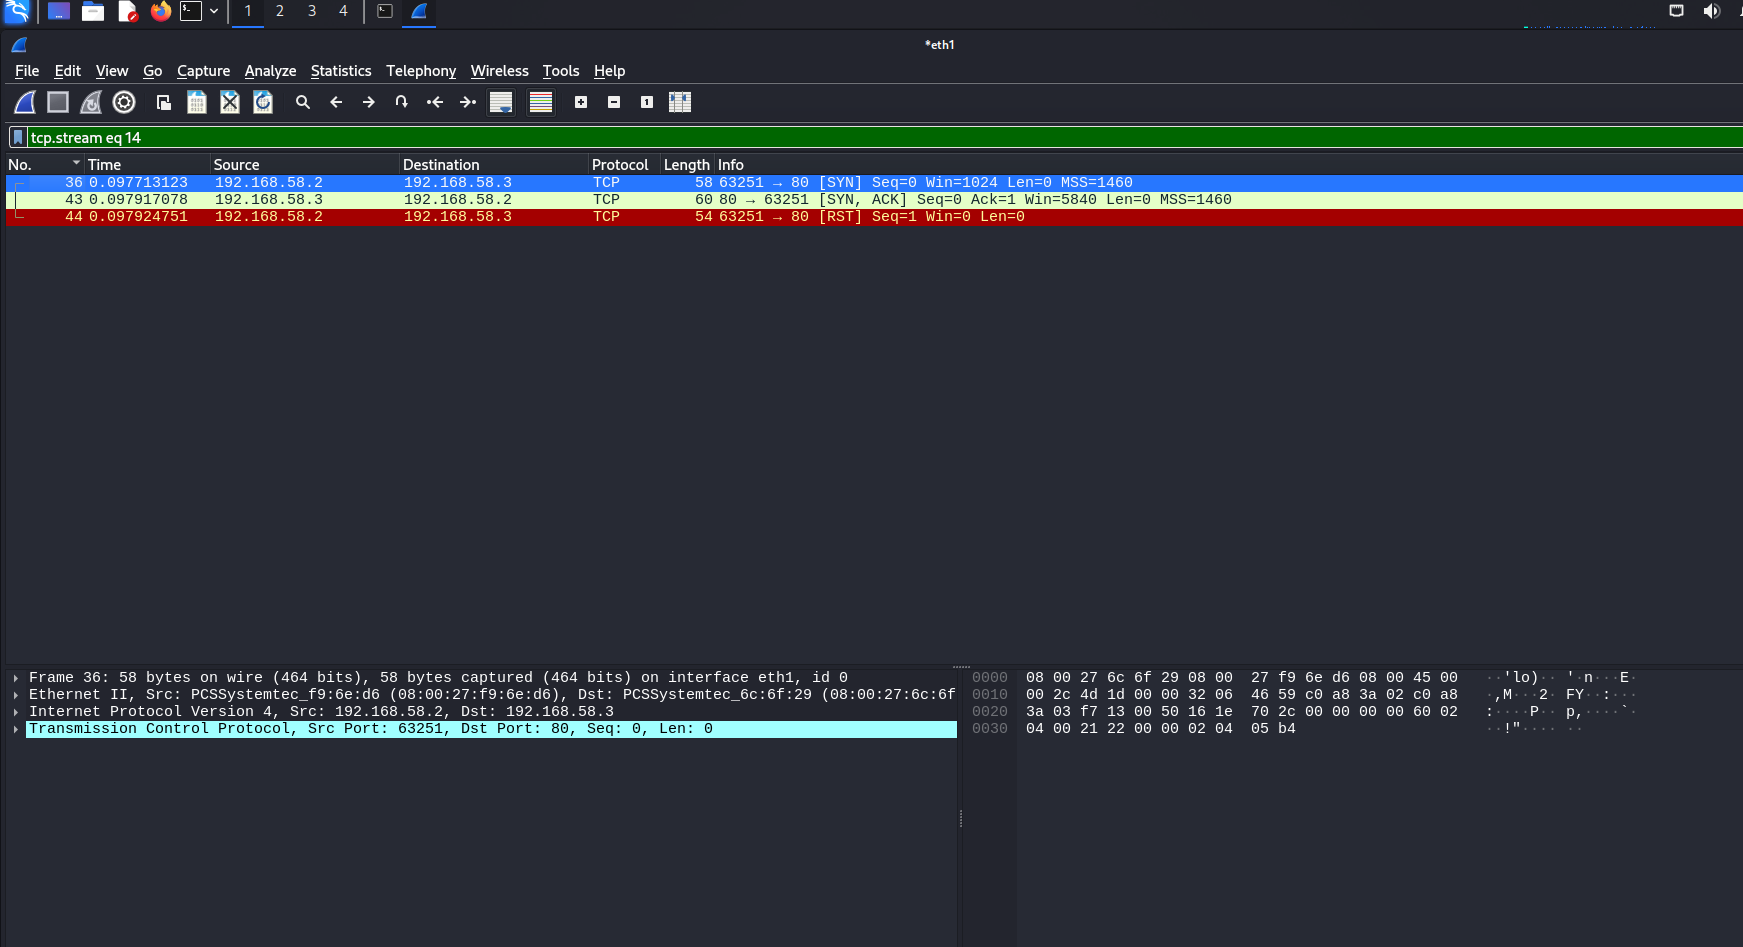 1 2 3 4
*eth1
File Edit View Go Capture Analyze Statistics Telephony Wireless Tools Help
tcp.stream eq 14
No. Time Source Destination Protocol Length Info
36 0.097713123 192.168.58.2 192.168.58.3 TCP 58 63251 → 80 [SYN] Seq=0 Win=1024 Len=0 MSS=1460
43 0.097917078 192.168.58.3 192.168.58.2 TCP 60 80 → 63251 [SYN, ACK] Seq=0 Ack=1 Win=5840 Len=0 MSS=1460
44 0.097924751 192.168.58.2 192.168.58.3 TCP 54 63251 → 80 [RST] Seq=1 Win=0 Len=0
Frame 36: 58 bytes on wire (464 bits), 58 bytes captured (464 bits) on interface eth1, id 0
Ethernet II, Src: PCSSystemtec_f9:6e:d6 (08:00:27:f9:6e:d6), Dst: PCSSystemtec_6c:6f:29 (08:00:27:6c:6f
Internet Protocol Version 4, Src: 192.168.58.2, Dst: 192.168.58.3
Transmission Control Protocol, Src Port: 63251, Dst Port: 80, Seq: 0, Len: 0
0000 08 00 27 6c 6f 29 08 00 27 f9 6e d6 08 00 45 00 ··'lo)·· '·n···E·
0010 00 2c 4d 1d 00 00 32 06 46 59 c0 a8 3a 02 c0 a8 ·,M···2· FY··:···
0020 3a 03 f7 13 00 50 16 1e 70 2c 00 00 00 00 60 02 :····P·· p,····`·
0030 04 00 21 22 00 00 02 04 05 b4 ··!"···· ··